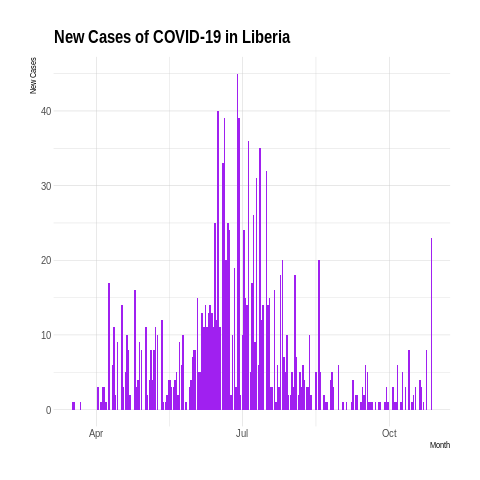 New Cases of COVID-19 in Liberia
New Cases
40
30
20
10
0
Apr
Jul
Oct
Month